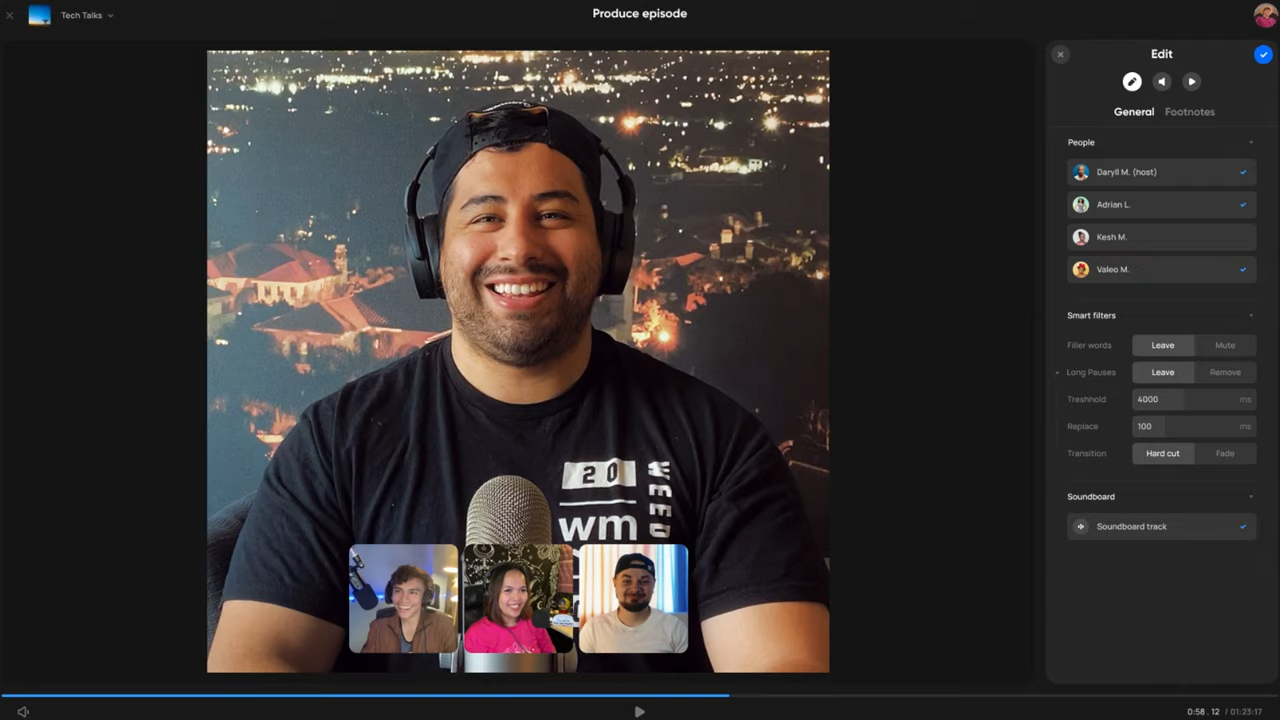 Tech Talks
Produce episode
Edit
General Footnotes
People
Daryll M. (host)
Adrian L.
Kesh M.
Valeo M.
Smart filters
Filler words Leave Mute
Long Pauses Leave Remove
Treshhold 4000 ms
Replace 100 ms
Transition Hard cut Fade
Soundboard
Soundboard track
20
WEED
wm
0:58 . 12 / 01:23:17